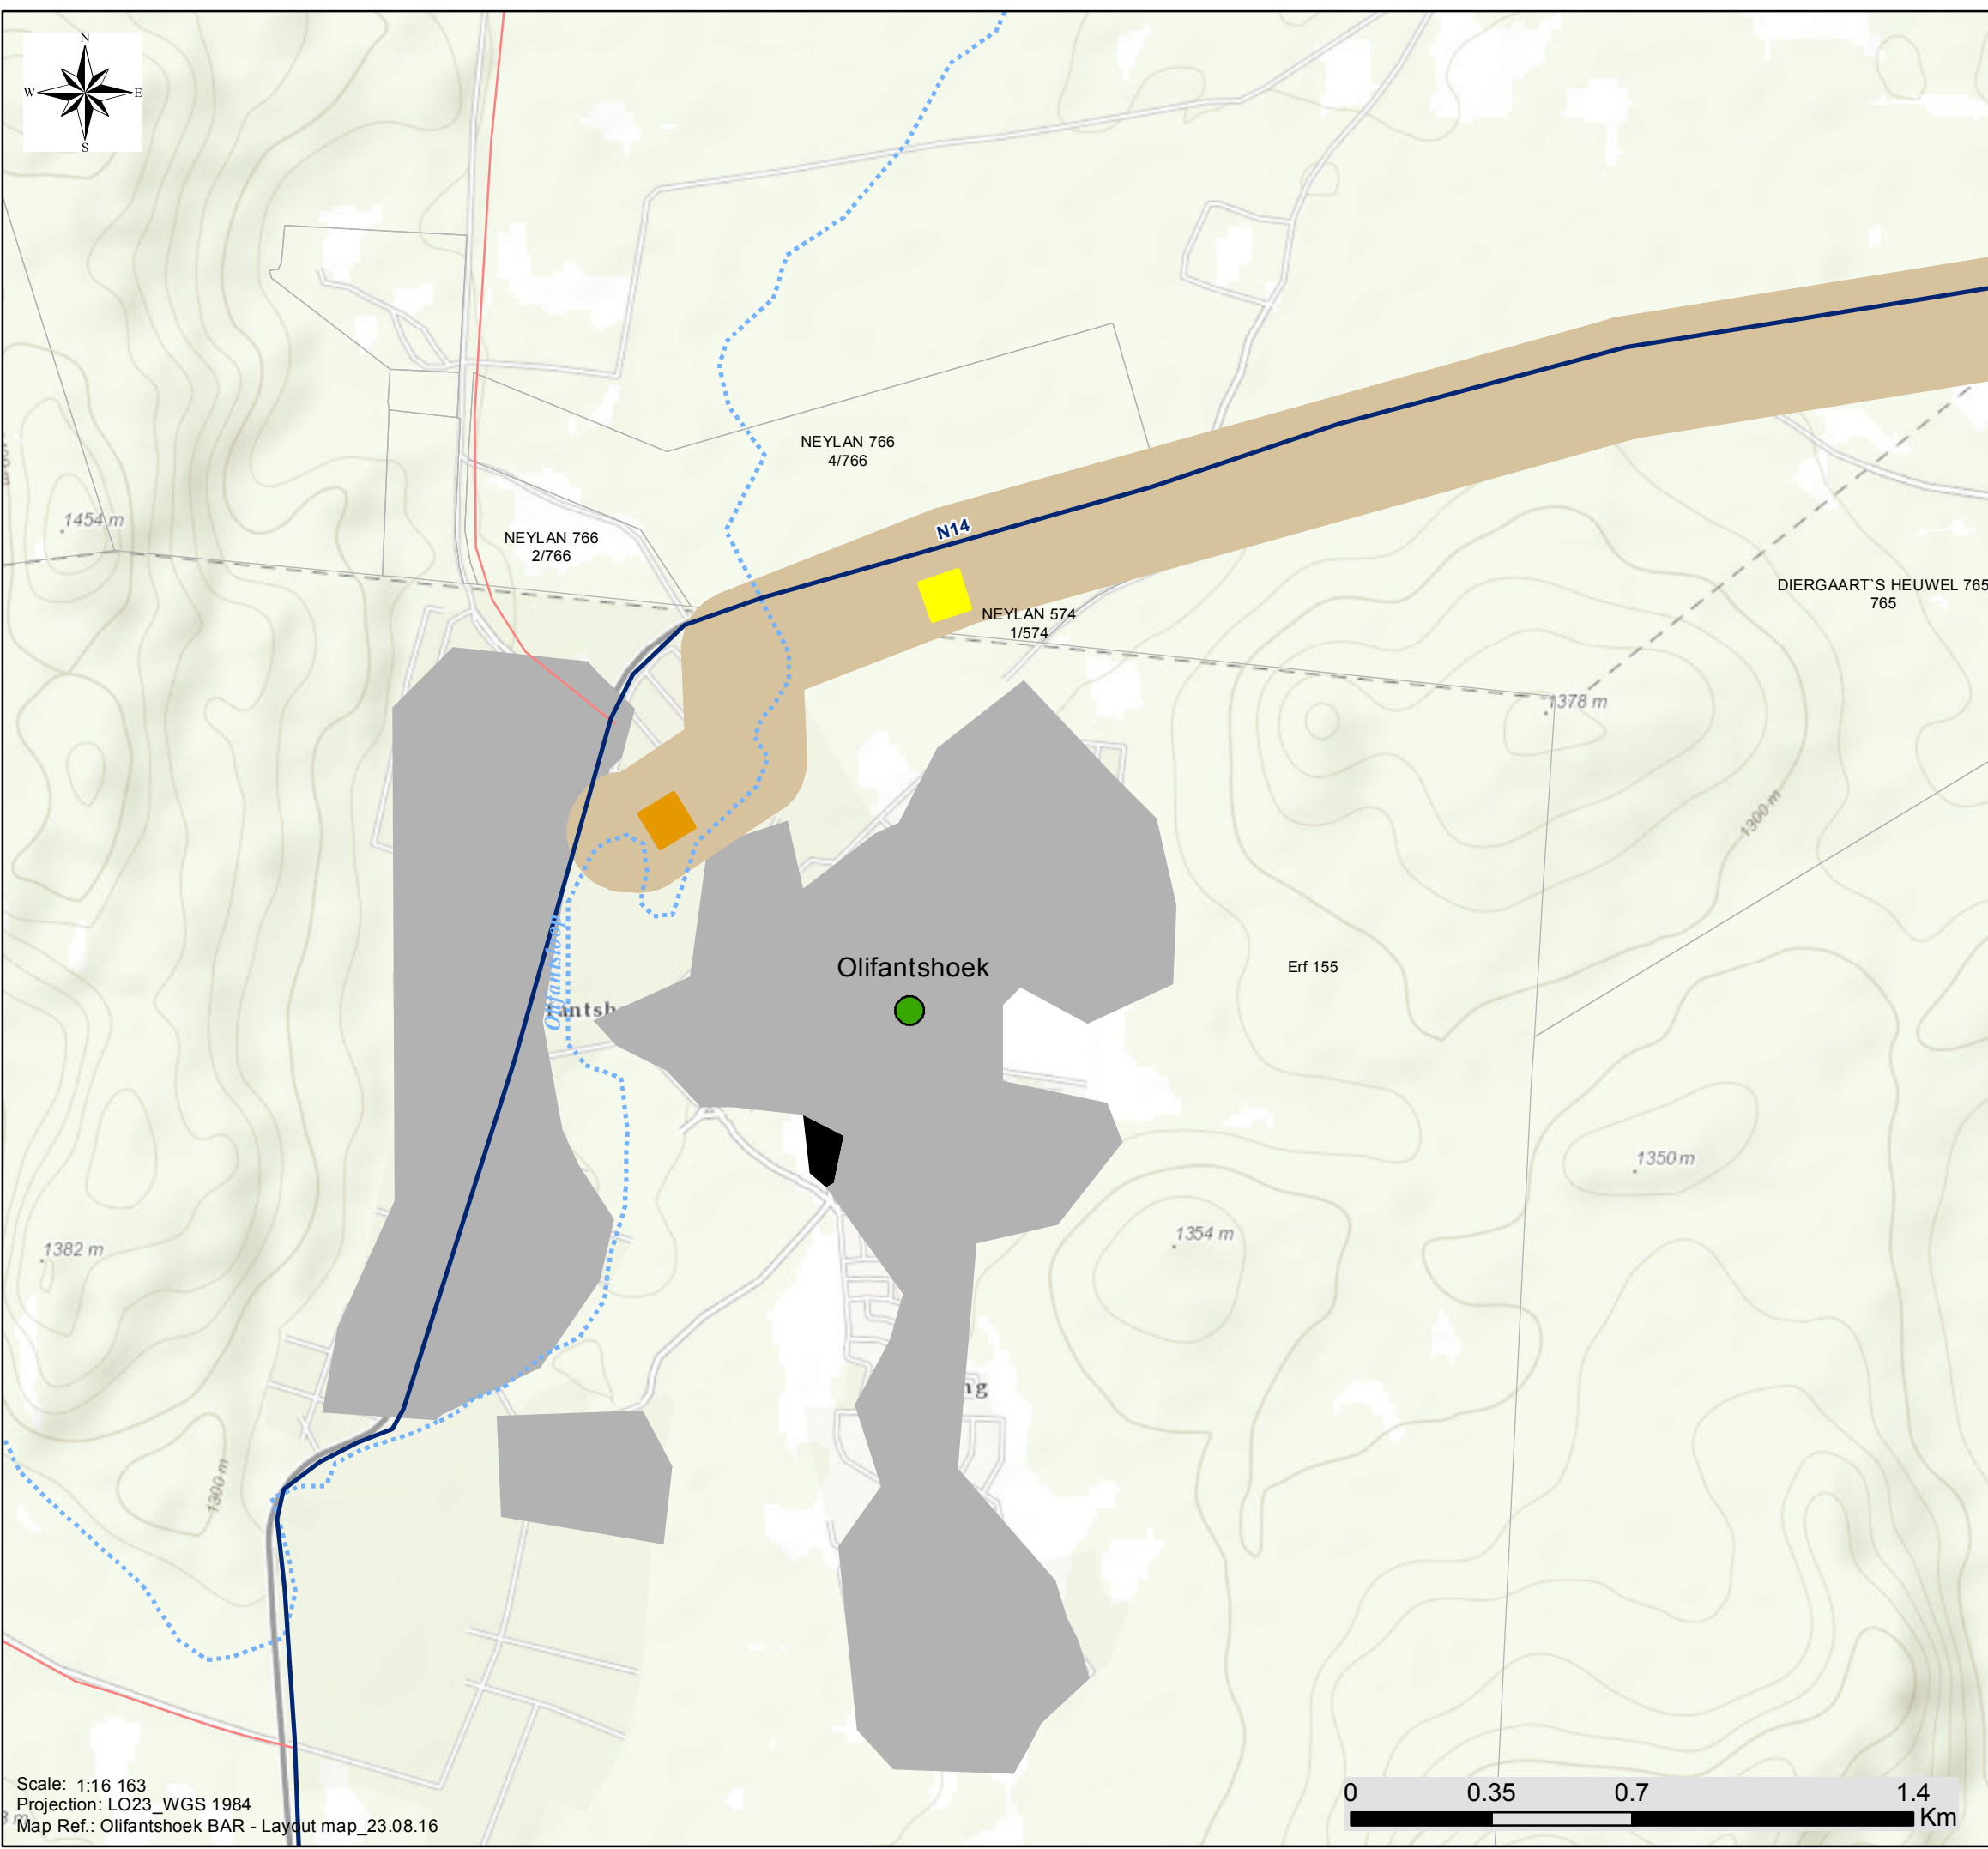 N
W E
S
NEYLAN 766
4/766
N14
1454 m
NEYLAN 766
2/766
DIERGAART`S HEUWEL 765
765
NEYLAN 574
1/574
1378 m
1300 m
Olifantshoek
Erf 155
Olifantsloop
1350 m
1354 m
1382 m
1300 m
Scale: 1:16 163
Projection: LO23_WGS 1984
Map Ref.: Olifantshoek BAR - Layout map_23.08.16
0 0.35 0.7 1.4
Km